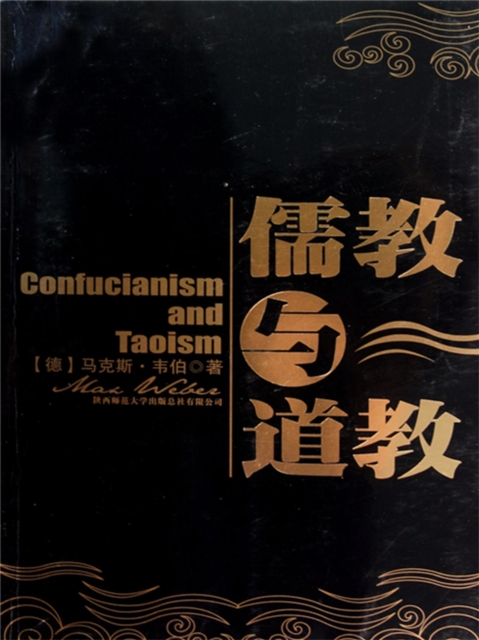 儒教
与
道教
Confucianism
and
Taoism
【德】马克斯·韦伯◎著
Max Wiber
陕西师范大学出版总社有限公司